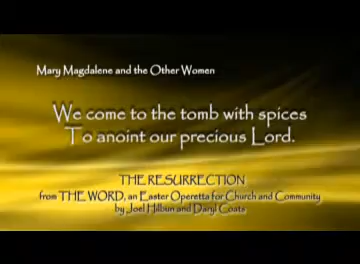 Mary Magdalene and the Other Women
We come to the tomb with spices
To anoint our precious Lord.
THE RESURRECTION
from THE WORD, an Easter Operetta for Church and Community
by Joel Hilbun and Daryl Coats